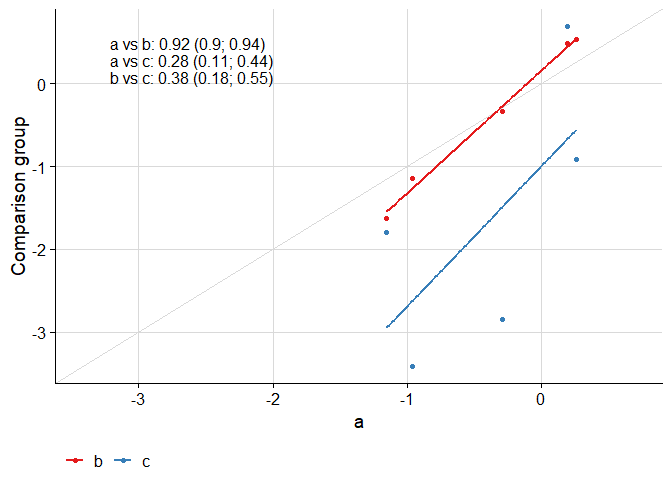 a vs b: 0.92 (0.9; 0.94)
a vs c: 0.28 (0.11; 0.44)
b vs c: 0.38 (0.18; 0.55)
Comparison group
0
-1
-2
-3
-3
-2
-1
0
a
b
c